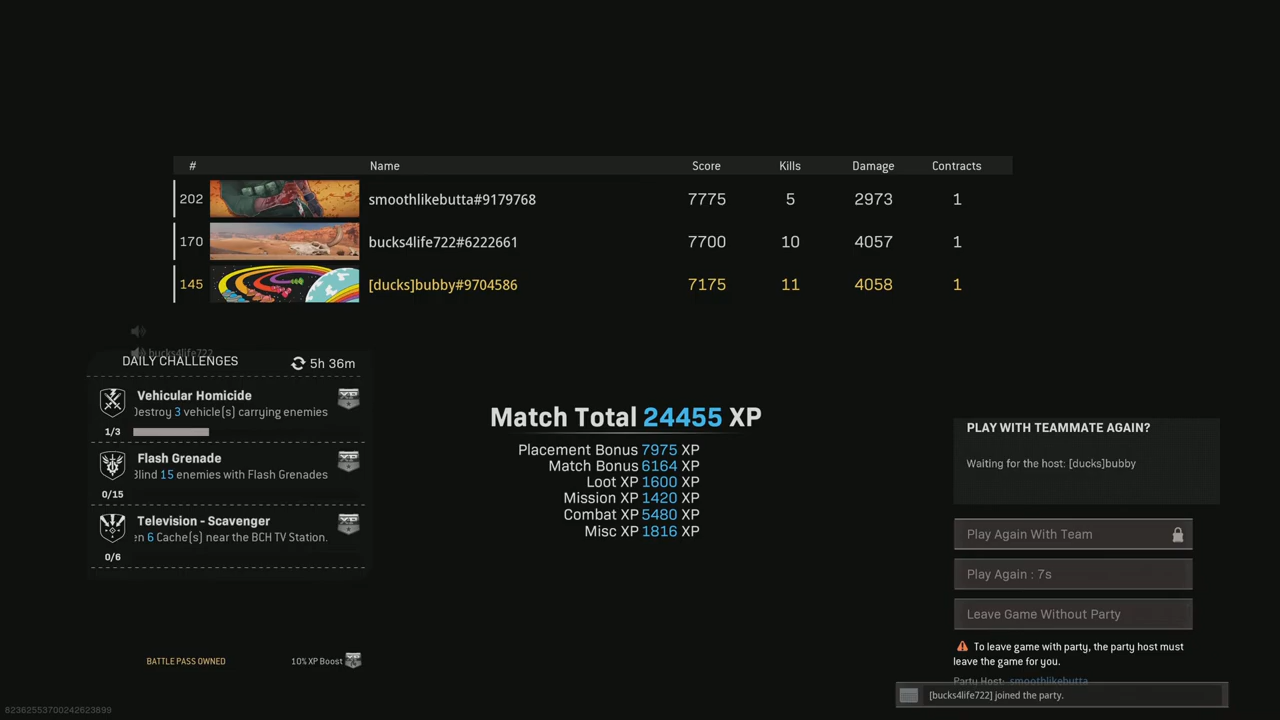 # Name Score Kills Damage Contracts
202 smoothlikebutta#9179768 7775 5 2973 1
170 bucks4life722#6222661 7700 10 4057 1
145 [ducks]bubby#9704586 7175 11 4058 1
bucks4life722
DAILY CHALLENGES 5h 36m
Vehicular Homicide
Destroy 3 vehicle(s) carrying enemies
1/3
Flash Grenade
Blind 15 enemies with Flash Grenades
0/15
Television - Scavenger
en 6 Cache(s) near the BCH TV Station.
0/6
BATTLE PASS OWNED 10% XP Boost
Match Total 24455 XP
Placement Bonus 7975 XP
Match Bonus 6164 XP
Loot XP 1600 XP
Mission XP 1420 XP
Combat XP 5480 XP
Misc XP 1816 XP
PLAY WITH TEAMMATE AGAIN?
Waiting for the host: [ducks]bubby
Play Again With Team
Play Again : 7s
Leave Game Without Party
To leave game with party, the party host must
leave the game for you.
Party Host: smoothlikebutta
[bucks4life722] joined the party.
82362553700242623899